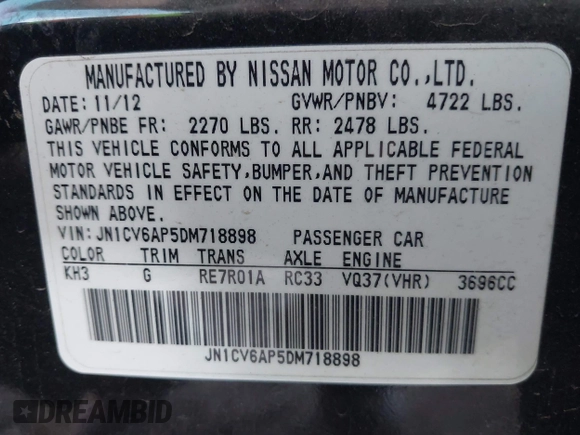 MANUFACTURED BY NISSAN MOTOR CO.,LTD.
DATE: 11/12 GVWR/PNBV: 4722 LBS.
GAWR/PNBE FR: 2270 LBS. RR: 2478 LBS.
THIS VEHICLE CONFORMS TO ALL APPLICABLE FEDERAL
MOTOR VEHICLE SAFETY,BUMPER,AND THEFT PREVENTION
STANDARDS IN EFFECT ON THE DATE OF MANUFACTURE
SHOWN ABOVE.
VIN:JN1CV6AP5DM718898 PASSENGER CAR
COLOR TRIM TRANS AXLE ENGINE
KH3 G RE7R01A RC33 VQ37(VHR) 3696CC
JN1CV6AP5DM718898
DREAMBID